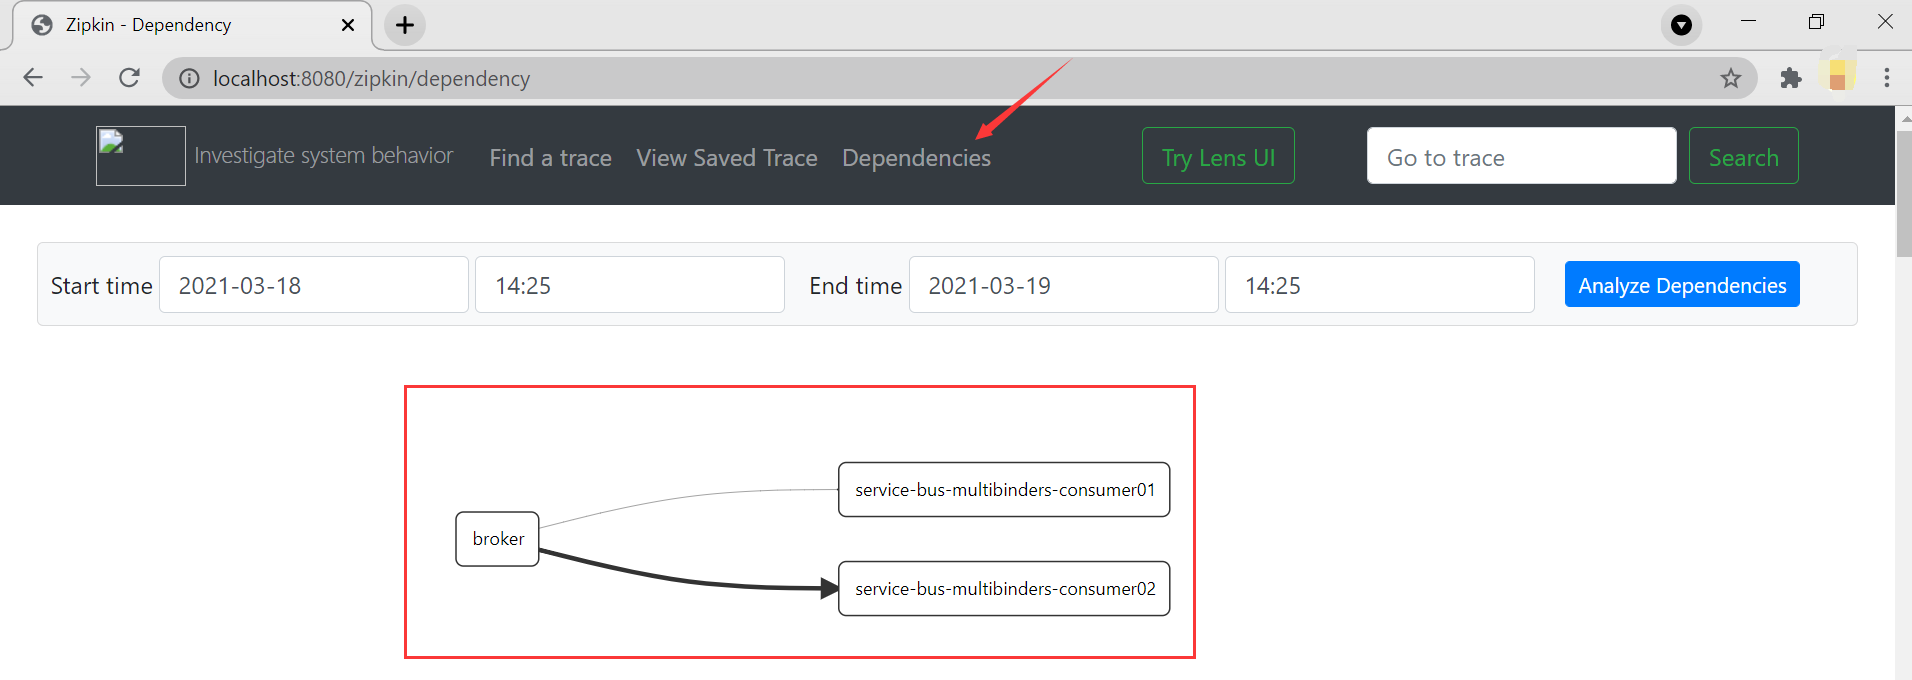 Zipkin - Dependency
localhost:8080/zipkin/dependency
Investigate system behavior Find a trace View Saved Trace Dependencies Try Lens UI Go to trace Search
Start time 2021-03-18 14:25 End time 2021-03-19 14:25 Analyze Dependencies
service-bus-multibinders-consumer01
broker
service-bus-multibinders-consumer02